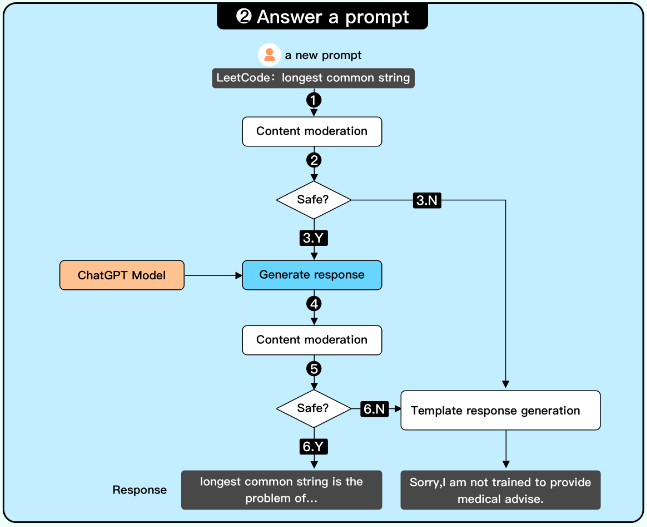 ❷ Answer a prompt
a new prompt
LeetCode: longest common string
1
Content moderation
2
Safe?
3.N
3.Y
ChatGPT Model
Generate response
4
Content moderation
5
Safe?
6.N
Template response generation
6.Y
Response
longest common string is the
problem of...
Sorry,I am not trained to provide
medical advise.